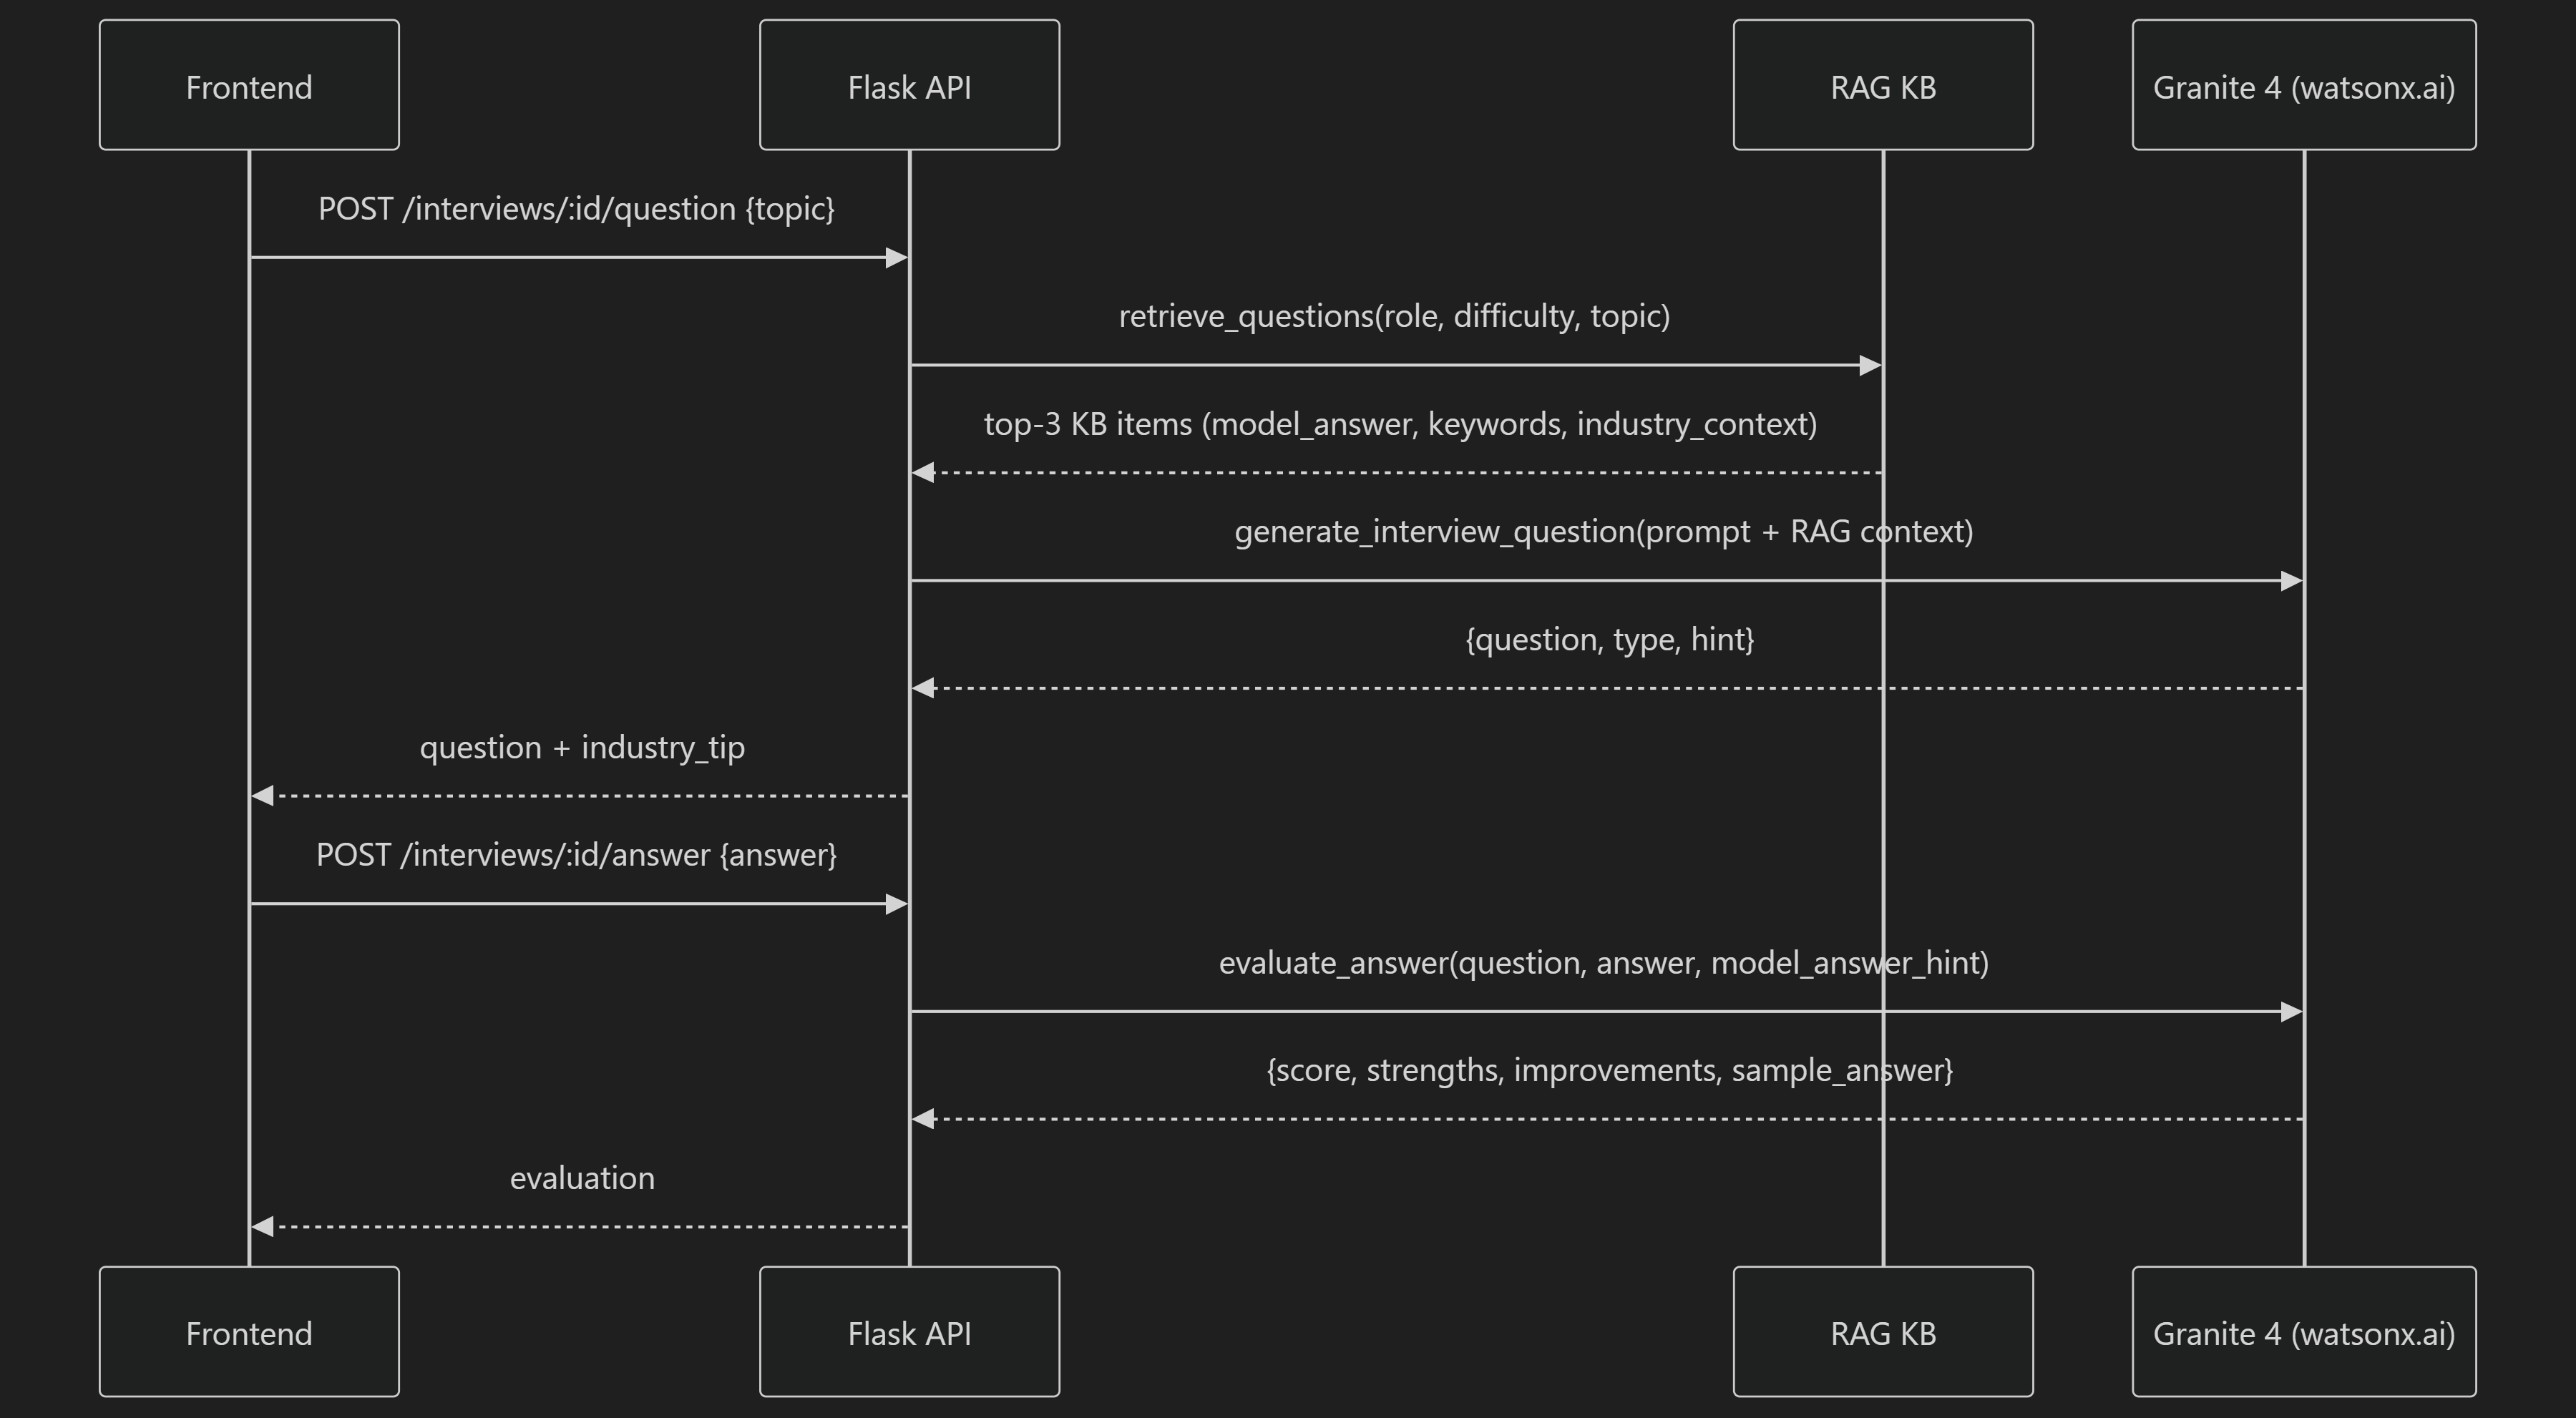 Frontend
Flask API
RAG KB
Granite 4 (watsonx.ai)
POST /interviews/:id/question {topic}
retrieve_questions(role, difficulty, topic)
top-3 KB items (model_answer, keywords, industry_context)
generate_interview_question(prompt + RAG context)
{question, type, hint}
question + industry_tip
POST /interviews/:id/answer {answer}
evaluate_answer(question, answer, model_answer_hint)
{score, strengths, improvements, sample_answer}
evaluation
Frontend
Flask API
RAG KB
Granite 4 (watsonx.ai)